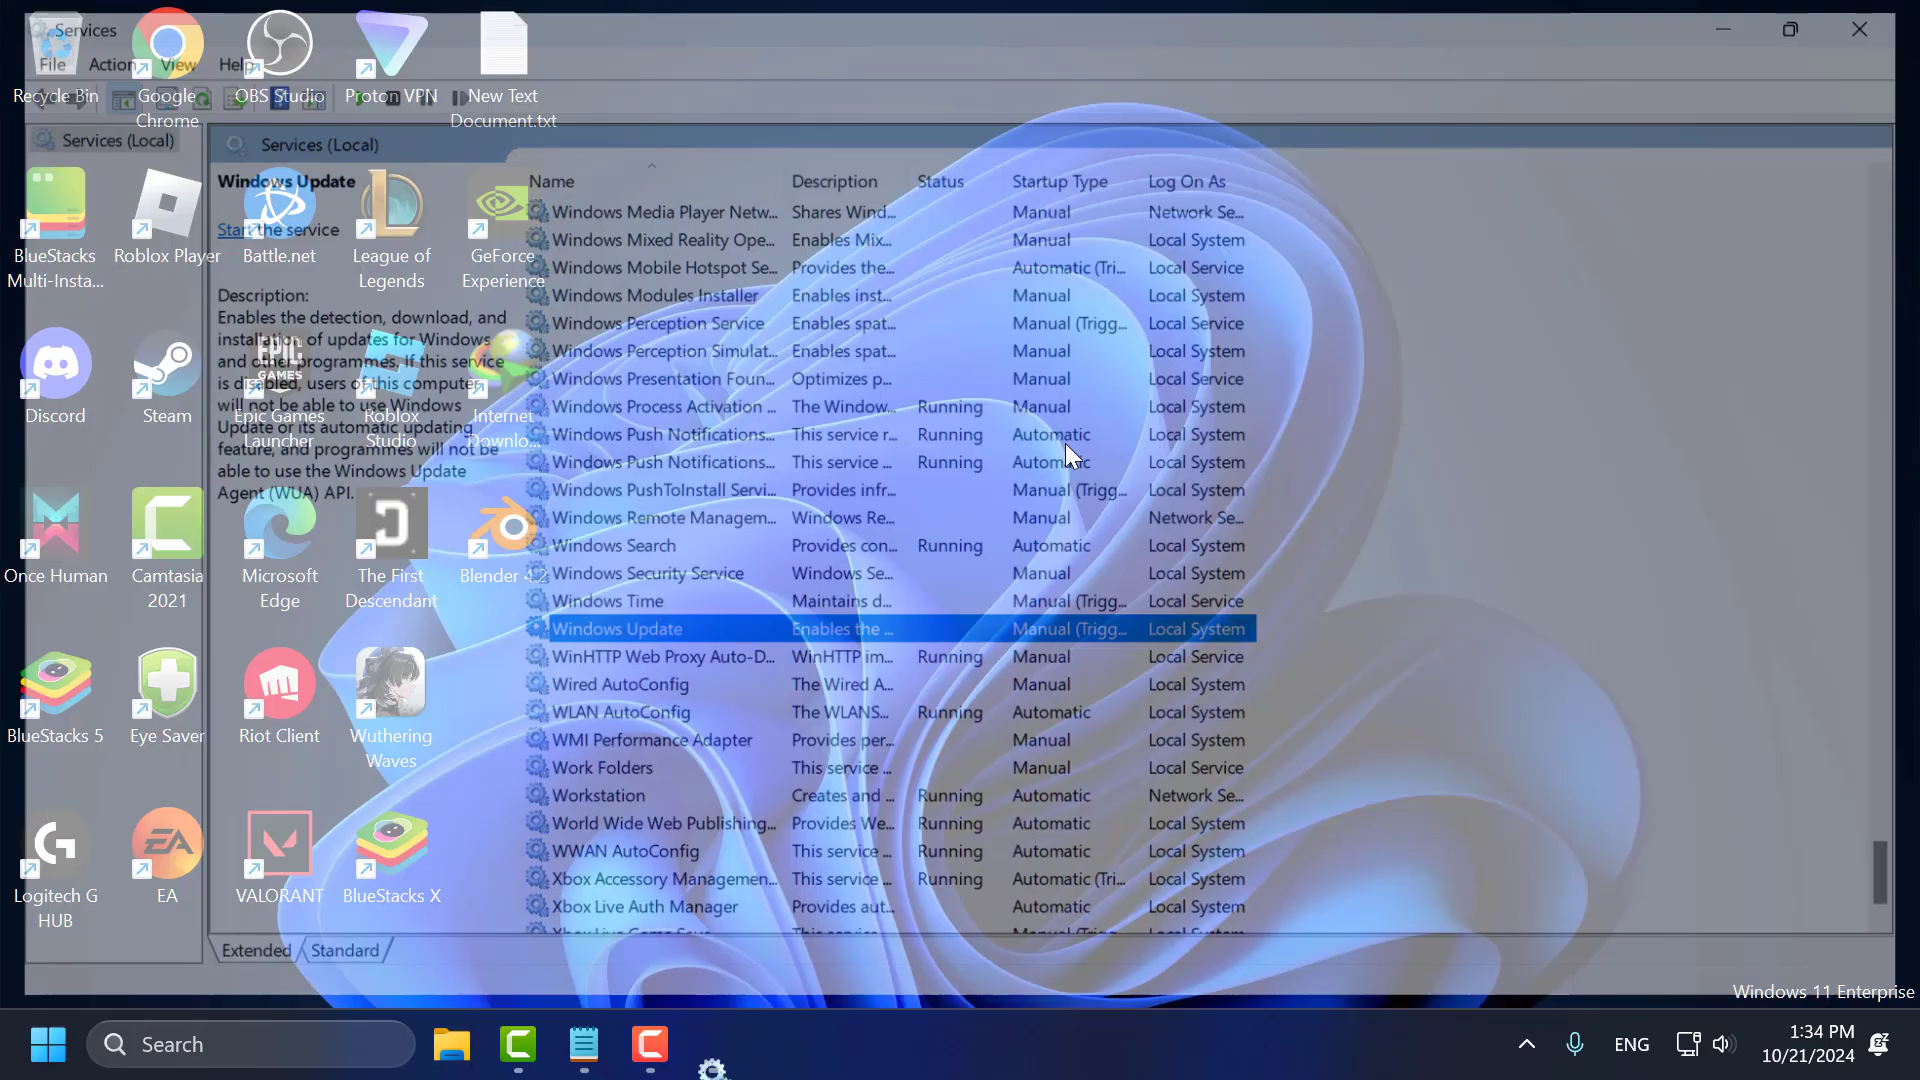 Services
File Action View Help
Recycle Bin
Google
Chrome
OBS Studio
Proton VPN
New Text
Document.txt
Services (Local)
Services (Local)
Windows Update
Start the service
Description:
Enables the detection, download, and
installation of updates for Windows
and other programmes. If this service
is disabled, users of this computer
will not be able to use Windows
Update or its automatic updating
feature, and programmes will not be
able to use the Windows Update
Agent (WUA) API.
BlueStacks
Multi-Insta...
Roblox Player
Battle.net
League of
Legends
GeForce
Experience
Discord
Steam
EPIC
GAMES
Epic Games
Launcher
Roblox
Studio
Internet
Downlo...
Once Human
Camtasia
2021
Microsoft
Edge
The First
Descendant
Blender 4.2
BlueStacks 5
Eye Saver
Riot Client
Wuthering
Waves
Logitech G
HUB
EA
EA
VALORANT
BlueStacks X
Name Description Status Startup Type Log On As
Windows Media Player Netw... Shares Wind... Manual Network Se...
Windows Mixed Reality Ope... Enables Mix... Manual Local System
Windows Mobile Hotspot Se... Provides the... Automatic (Tri... Local Service
Windows Modules Installer Enables inst... Manual Local System
Windows Perception Service Enables spat... Manual (Trigg... Local Service
Windows Perception Simulat... Enables spat... Manual Local System
Windows Presentation Foun... Optimizes p... Manual Local Service
Windows Process Activation ... The Window... Running Manual Local System
Windows Push Notifications... This service r... Running Automatic Local System
Windows Push Notifications... This service ... Running Automatic Local System
Windows PushToInstall Servi... Provides infr... Manual (Trigg... Local System
Windows Remote Managem... Windows Re... Manual Network Se...
Windows Search Provides con... Running Automatic Local System
Windows Security Service Windows Se... Manual Local System
Windows Time Maintains d... Manual (Trigg... Local Service
Windows Update Enables the ... Manual (Trigg... Local System
WinHTTP Web Proxy Auto-D... WinHTTP im... Running Manual Local Service
Wired AutoConfig The Wired A... Manual Local System
WLAN AutoConfig The WLANS... Running Automatic Local System
WMI Performance Adapter Provides per... Manual Local System
Work Folders This service ... Manual Local Service
Workstation Creates and ... Running Automatic Network Se...
World Wide Web Publishing... Provides We... Running Automatic Local System
WWAN AutoConfig This service ... Running Automatic Local System
Xbox Accessory Managemen... This service ... Running Automatic (Tri... Local System
Xbox Live Auth Manager Provides aut... Automatic Local System
Extended Standard
Windows 11 Enterprise
Search
ENG
1:34 PM
10/21/2024